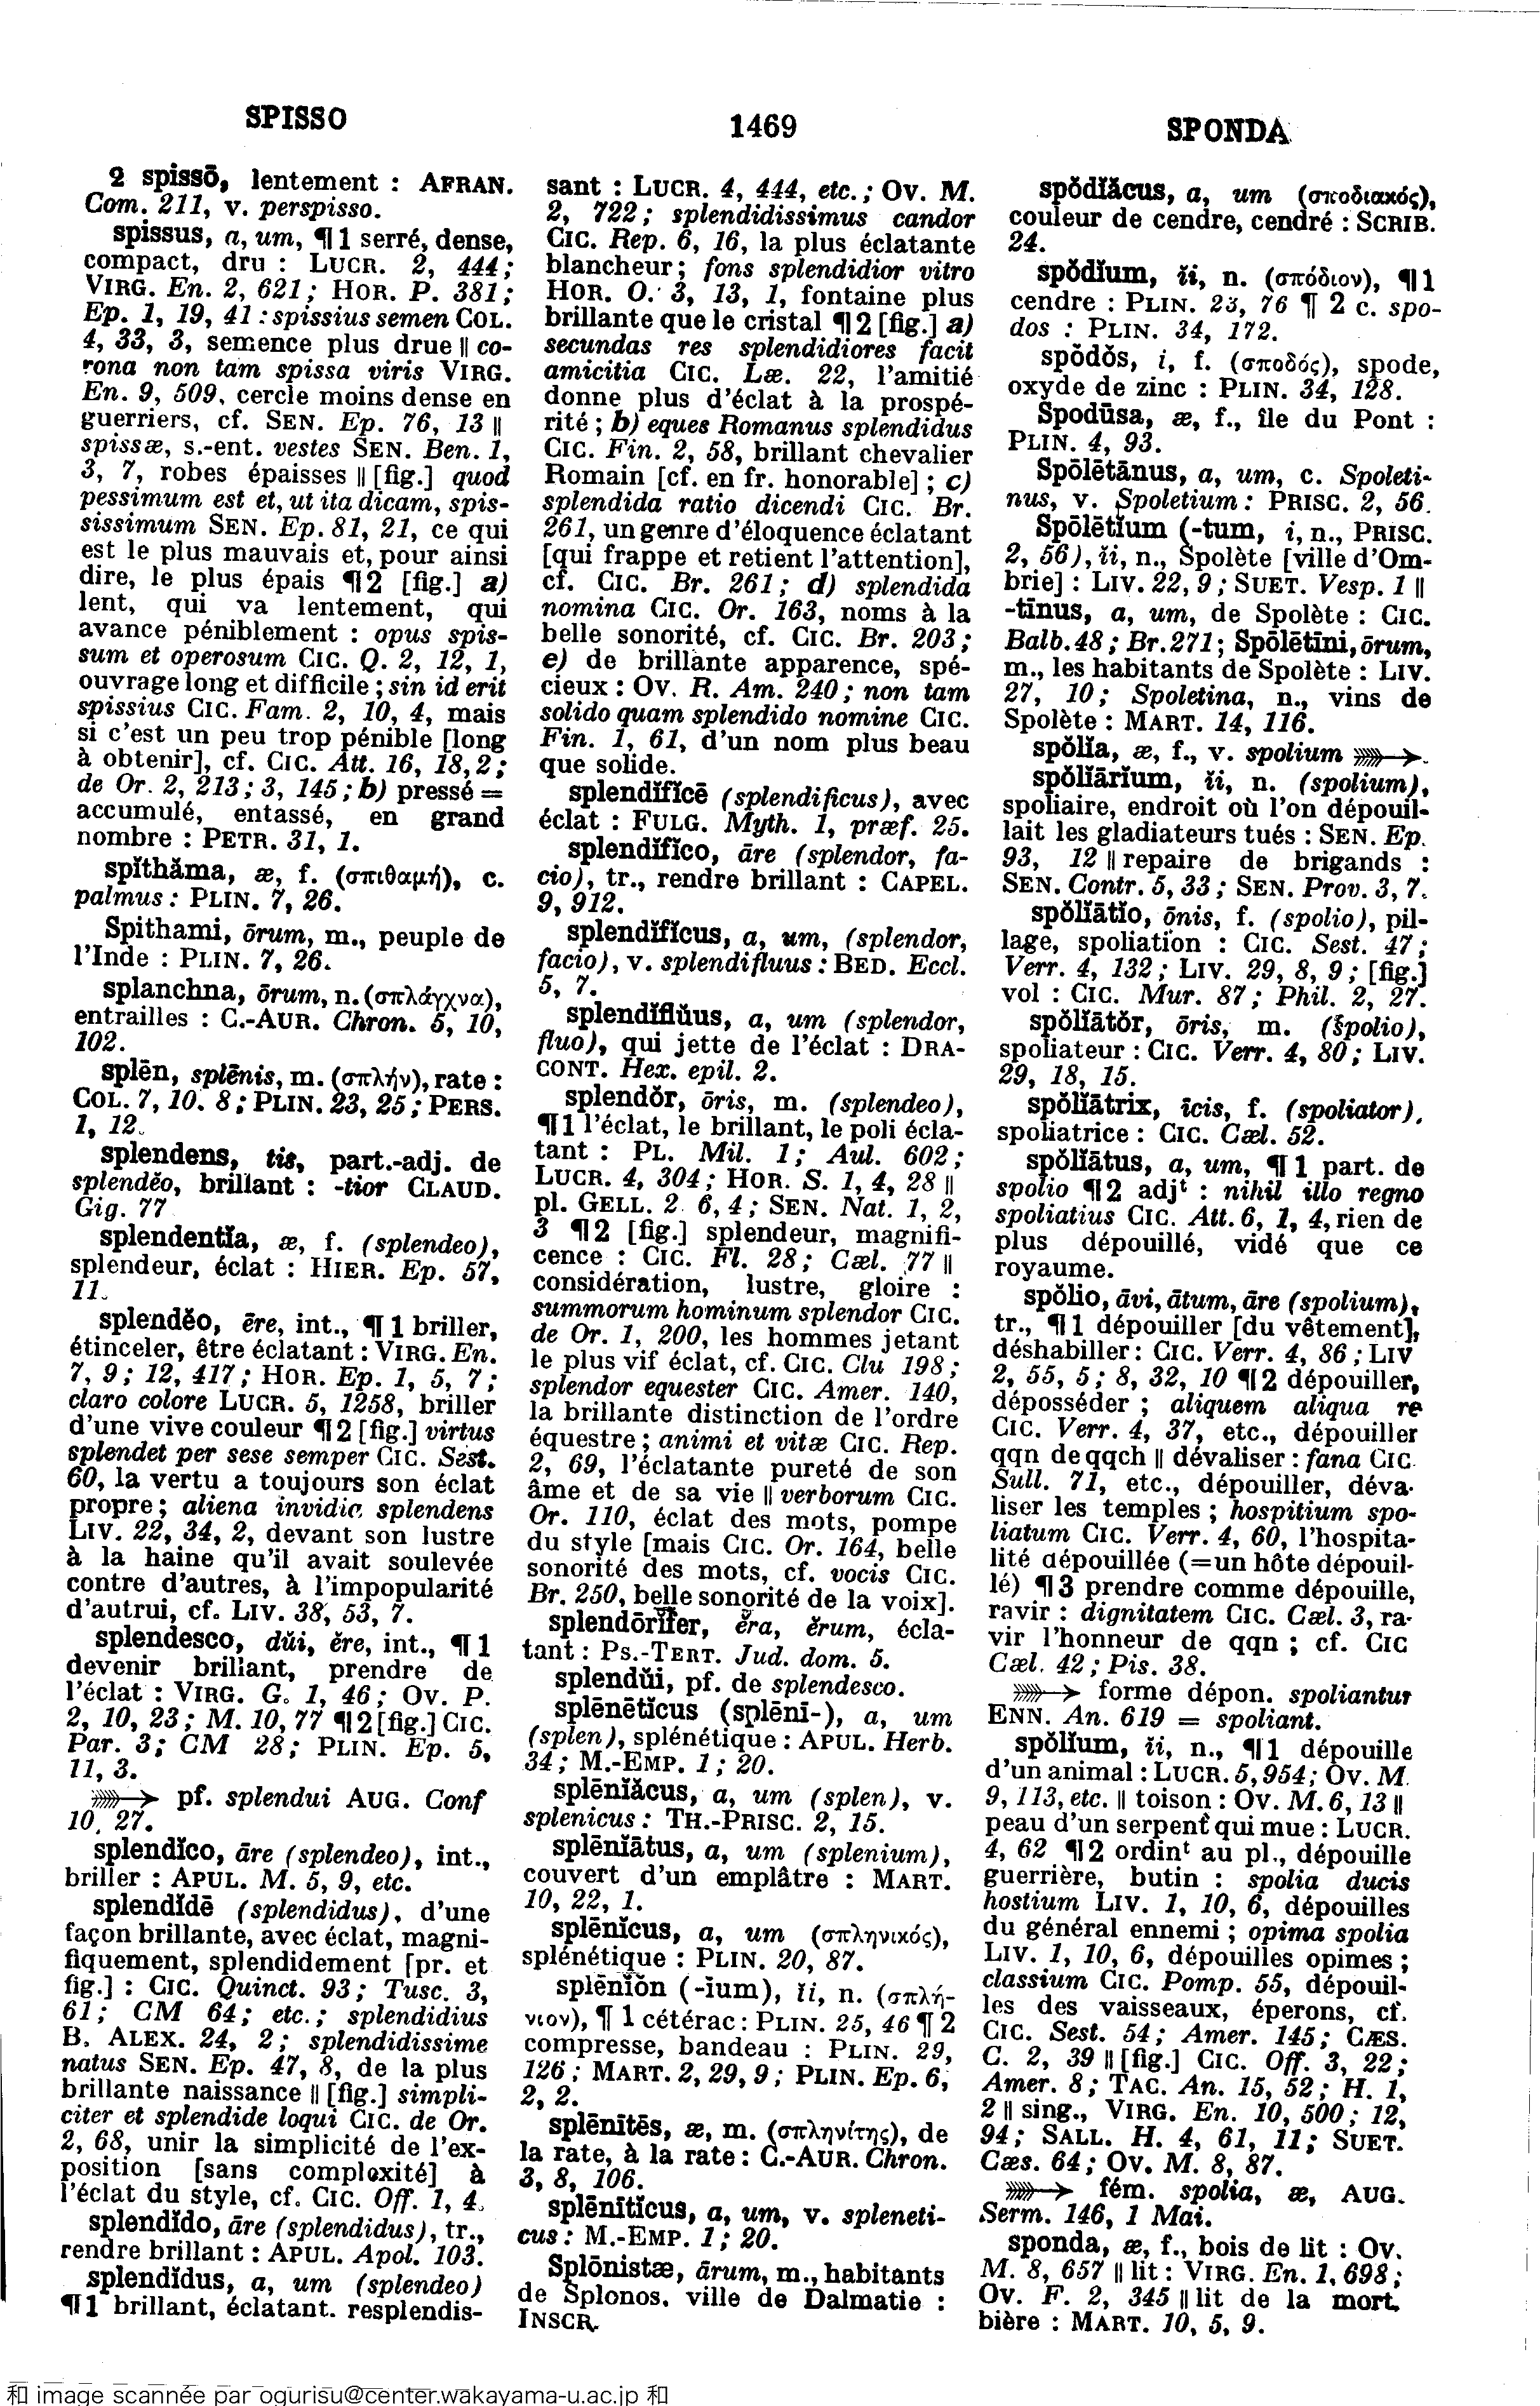 SPISSO
1469
SPONDA
2 spissō, lentement : AFRAN.
Com. 211, v. perspisso.
spissus, a, um, ¶1 serré, dense,
compact, dru : LUCR. 2, 444;
VIRG. En. 2, 621; HOR. P. 381;
Ep. 1, 19, 41 : spissius semen COL.
4, 33, 3, semence plus drue || co-
rona non tam spissa viris VIRG.
En. 9, 509, cercle moins dense en
guerriers, cf. SEN. Ep. 76, 13 ||
spissæ, s.-ent. vestes SEN. Ben. 1,
3, 7, robes épaisses || [fig.] quod
pessimum est et, ut ita dicam, spis-
sissimum SEN. Ep. 81, 21, ce qui
est le plus mauvais et, pour ainsi
dire, le plus épais ¶2 [fig.] a)
lent, qui va lentement, qui
avance péniblement : opus spis-
sum et operosum CIC. Q. 2, 12, 1,
ouvrage long et difficile ; sin id erit
spissius CIC. Fam. 2, 10, 4, mais
si c'est un peu trop pénible [long
à obtenir], cf. CIC. Att. 16, 18, 2;
de Or. 2, 213; 3, 145; b) pressé =
accumulé, entassé, en grand
nombre : PETR. 31, 1.
spĭthăma, æ, f. (σπιθαμή), c.
palmus : PLIN. 7, 26.
Spithami, ōrum, m., peuple de
l'Inde : PLIN. 7, 26.
splanchna, ōrum, n. (σπλάγχνα),
entrailles : C.-AUR. Chron. 5, 10,
102.
splēn, splēnis, m. (σπλήν), rate :
COL. 7, 10. 8; PLIN. 23, 25; PERS.
1, 12.
splendens, tis, part.-adj. de
splendĕo, brillant : -tior CLAUD.
Gig. 77
splendentĭa, æ, f. (splendeo),
splendeur, éclat : HIER. Ep. 57,
11.
splendĕo, ēre, int., ¶1 briller,
étinceler, être éclatant : VIRG. En.
7, 9; 12, 417; HOR. Ep. 1, 5, 7;
claro colore LUCR. 5, 1258, briller
d'une vive couleur ¶2 [fig.] virtus
splendet per sese semper CIC. Sest.
60, la vertu a toujours son éclat
propre; aliena invidia splendens
LIV. 22, 34, 2, devant son lustre
à la haine qu'il avait soulevée
contre d'autres, à l'impopularité
d'autrui, cf. LIV. 38, 53, 7.
splendesco, dŭi, ĕre, int., ¶1
devenir brillant, prendre de
l'éclat : VIRG. G. 1, 46; OV. P.
2, 10, 23; M. 10, 77 ¶2 [fig.] CIC.
Par. 3; CM 28; PLIN. Ep. 5,
11, 3.
⟶ pf. splendui AUG. Conf
10, 27.
splendĭco, āre (splendeo), int.,
briller : APUL. M. 5, 9, etc.
splendĭdē (splendidus), d'une
façon brillante, avec éclat, magni-
fiquement, splendidement [pr. et
fig.] : CIC. Quinct. 93; Tusc. 3,
61; CM 64; etc.; splendidius
B. ALEX. 24, 2; splendidissime
natus SEN. Ep. 47, 8, de la plus
brillante naissance || [fig.] simpli-
citer et splendide loqui CIC. de Or.
2, 68, unir la simplicité de l'ex-
position [sans complexité] à
l'éclat du style, cf. CIC. Off. 1, 4.
splendĭdo, āre (splendidus), tr.,
rendre brillant : APUL. Apol. 103.
splendĭdus, a, um (splendeo)
¶1 brillant, éclatant. resplendis-
sant : LUCR. 4, 444, etc.; OV. M.
2, 722; splendidissimus candor
CIC. Rep. 6, 16, la plus éclatante
blancheur; fons splendidior vitro
HOR. O. 3, 13, 1, fontaine plus
brillante que le cristal ¶2 [fig.] a)
secundas res splendidiores facit
amicitia CIC. Læ. 22, l'amitié
donne plus d'éclat à la prospé-
rité ; b) eques Romanus splendidus
CIC. Fin. 2, 58, brillant chevalier
Romain [cf. en fr. honorable] ; c)
splendida ratio dicendi CIC. Br.
261, un genre d'éloquence éclatant
[qui frappe et retient l'attention],
cf. CIC. Br. 261; d) splendida
nomina CIC. Or. 163, noms à la
belle sonorité, cf. CIC. Br. 203;
e) de brillante apparence, spé-
cieux : OV. R. Am. 240; non tam
solido quam splendido nomine CIC.
Fin. 1, 61, d'un nom plus beau
que solide.
splendĭfĭcē (splendificus), avec
éclat : FULG. Myth. 1, præf. 25.
splendĭfĭco, āre (splendor, fa-
cio), tr., rendre brillant : CAPEL.
9, 912.
splendĭfĭcus, a, um, (splendor,
facio), v. splendifluus : BED. Eccl.
5, 7.
splendĭflŭus, a, um (splendor,
fluo), qui jette de l'éclat : DRA-
CONT. Hex. epil. 2.
splendŏr, ōris, m. (splendeo),
¶1 l'éclat, le brillant, le poli écla-
tant : PL. Mil. 1; Aul. 602;
LUCR. 4, 304; HOR. S. 1, 4, 28 ||
pl. GELL. 2 6, 4; SEN. Nat. 1, 2,
3 ¶2 [fig.] splendeur, magnifi-
cence : CIC. Fl. 28; Cæl. 77 ||
considération, lustre, gloire :
summorum hominum splendor CIC.
de Or. 1, 200, les hommes jetant
le plus vif éclat, cf. CIC. Clu 198;
splendor equester CIC. Amer. 140,
la brillante distinction de l'ordre
équestre; animi et vitæ CIC. Rep.
2, 69, l'éclatante pureté de son
âme et de sa vie || verborum CIC.
Or. 110, éclat des mots, pompe
du style [mais CIC. Or. 164, belle
sonorité des mots, cf. vocis CIC.
Br. 250, belle sonorité de la voix].
splendōrĭfer, ĕra, ĕrum, écla-
tant : PS.-TERT. Jud. dom. 5.
splendŭi, pf. de splendesco.
splēnētĭcus (splēnī-), a, um
(splen), splénétique : APUL. Herb.
34; M.-EMP. 1; 20.
splēnĭăcus, a, um (splen), v.
splenicus : TH.-PRISC. 2, 15.
splēnĭātus, a, um (splenium),
couvert d'un emplâtre : MART.
10, 22, 1.
splēnĭcus, a, um (σπληνικός),
splénétique : PLIN. 20, 87.
splēnĭŏn (-ĭum), ĭi, n. (σπλή-
νιον), ¶ 1 cétérac : PLIN. 25, 46 ¶ 2
compresse, bandeau : PLIN. 29,
126; MART. 2, 29, 9; PLIN. Ep. 6,
2, 2.
splēnītēs, æ, m. (σπληνίτης), de
la rate, à la rate : C.-AUR. Chron.
3, 8, 106.
splēnītĭcus, a, um, v. spleneti-
cus : M.-EMP. 1; 20.
Splōnistæ, ārum, m., habitants
de Splonos, ville de Dalmatie :
INSCR.
spŏdĭăcus, a, um (σποδιακός),
couleur de cendre, cendré : SCRIB.
24.
spŏdĭum, ĭi, n. (σπόδιον), ¶1
cendre : PLIN. 23, 76 ¶ 2 c. spo-
dos : PLIN. 34, 172.
spŏdŏs, i, f. (σποδός), spode,
oxyde de zinc : PLIN. 34, 128.
Spodūsa, æ, f., île du Pont :
PLIN. 4, 93.
Spōlētānus, a, um, c. Spoleti-
nus, v. Spoletium : PRISC. 2, 56.
Spōlētĭum (-tum, i, n., PRISC.
2, 56), ĭi, n., Spolète [ville d'Om-
brie] : LIV. 22, 9; SUET. Vesp. 1 ||
-tīnus, a, um, de Spolète : CIC.
Balb. 48; Br. 271; Spōlētīni, ōrum,
m., les habitants de Spolète : LIV.
27, 10; Spoletina, n., vins de
Spolète : MART. 14, 116.
spŏlĭa, æ, f., v. spolium ⟶.
spŏlĭārĭum, ĭi, n. (spolium),
spoliaire, endroit où l'on dépouil-
lait les gladiateurs tués : SEN. Ep.
93, 12 || repaire de brigands :
SEN. Contr. 5, 33; SEN. Prov. 3, 7.
spŏlĭātĭo, ōnis, f. (spolio), pil-
lage, spoliation : CIC. Sest. 47;
Verr. 4, 132; LIV. 29, 8, 9; [fig.]
vol : CIC. Mur. 87; Phil. 2, 27.
spŏlĭātŏr, ōris, m. (spolio),
spoliateur : CIC. Verr. 4, 80; LIV.
29, 18, 15.
spŏlĭātrix, īcis, f. (spoliator),
spoliatrice : CIC. Cæl. 52.
spŏlĭātus, a, um, ¶1 part. de
spolio ¶2 adjᵗ : nihil illo regno
spoliatius CIC. Att. 6, 1, 4, rien de
plus dépouillé, vidé que ce
royaume.
spŏlio, āvi, ātum, āre (spolium),
tr., ¶1 dépouiller [du vêtement],
déshabiller : CIC. Verr. 4, 86; LIV
2, 55, 5; 8, 32, 10 ¶2 dépouiller,
déposséder ; aliquem aliqua re
CIC. Verr. 4, 37, etc., dépouiller
qqn de qqch || dévaliser : fana CIC
Sull. 71, etc., dépouiller, déva-
liser les temples ; hospitium spo-
liatum CIC. Verr. 4, 60, l'hospita-
lité dépouillée (=un hôte dépouil-
lé) ¶3 prendre comme dépouille,
ravir : dignitatem CIC. Cæl. 3, ra-
vir l'honneur de qqn ; cf. CIC
Cæl. 42; Pis. 38.
⟶ forme dépon. spoliantur
ENN. An. 619 = spoliant.
spŏlĭum, ĭi, n., ¶1 dépouille
d'un animal : LUCR. 5, 954; OV. M.
9, 113, etc. || toison : OV. M. 6, 13 ||
peau d'un serpent qui mue : LUCR.
4, 62 ¶2 ordinᵗ au pl., dépouille
guerrière, butin : spolia ducis
hostium LIV. 1, 10, 6, dépouilles
du général ennemi ; opima spolia
LIV. 1, 10, 6, dépouilles opimes ;
classium CIC. Pomp. 55, dépouil-
les des vaisseaux, éperons, cf.
CIC. Sest. 54; Amer. 145; CÆS.
C. 2, 39 || [fig.] CIC. Off. 3, 22;
Amer. 8; TAC. An. 15, 52; H. 1,
2 || sing., VIRG. En. 10, 500; 12,
94; SALL. H. 4, 61, 11; SUET.
Cæs. 64; OV. M. 8, 87.
⟶ fém. spolia, æ, AUG.
Serm. 146, 1 Mai.
sponda, æ, f., bois de lit : OV.
M. 8, 657 || lit : VIRG. En. 1, 698;
OV. F. 2, 345 || lit de la mort,
bière : MART. 10, 5, 9.
和 image scannée par ogurisu@center.wakayama-u.ac.jp 和